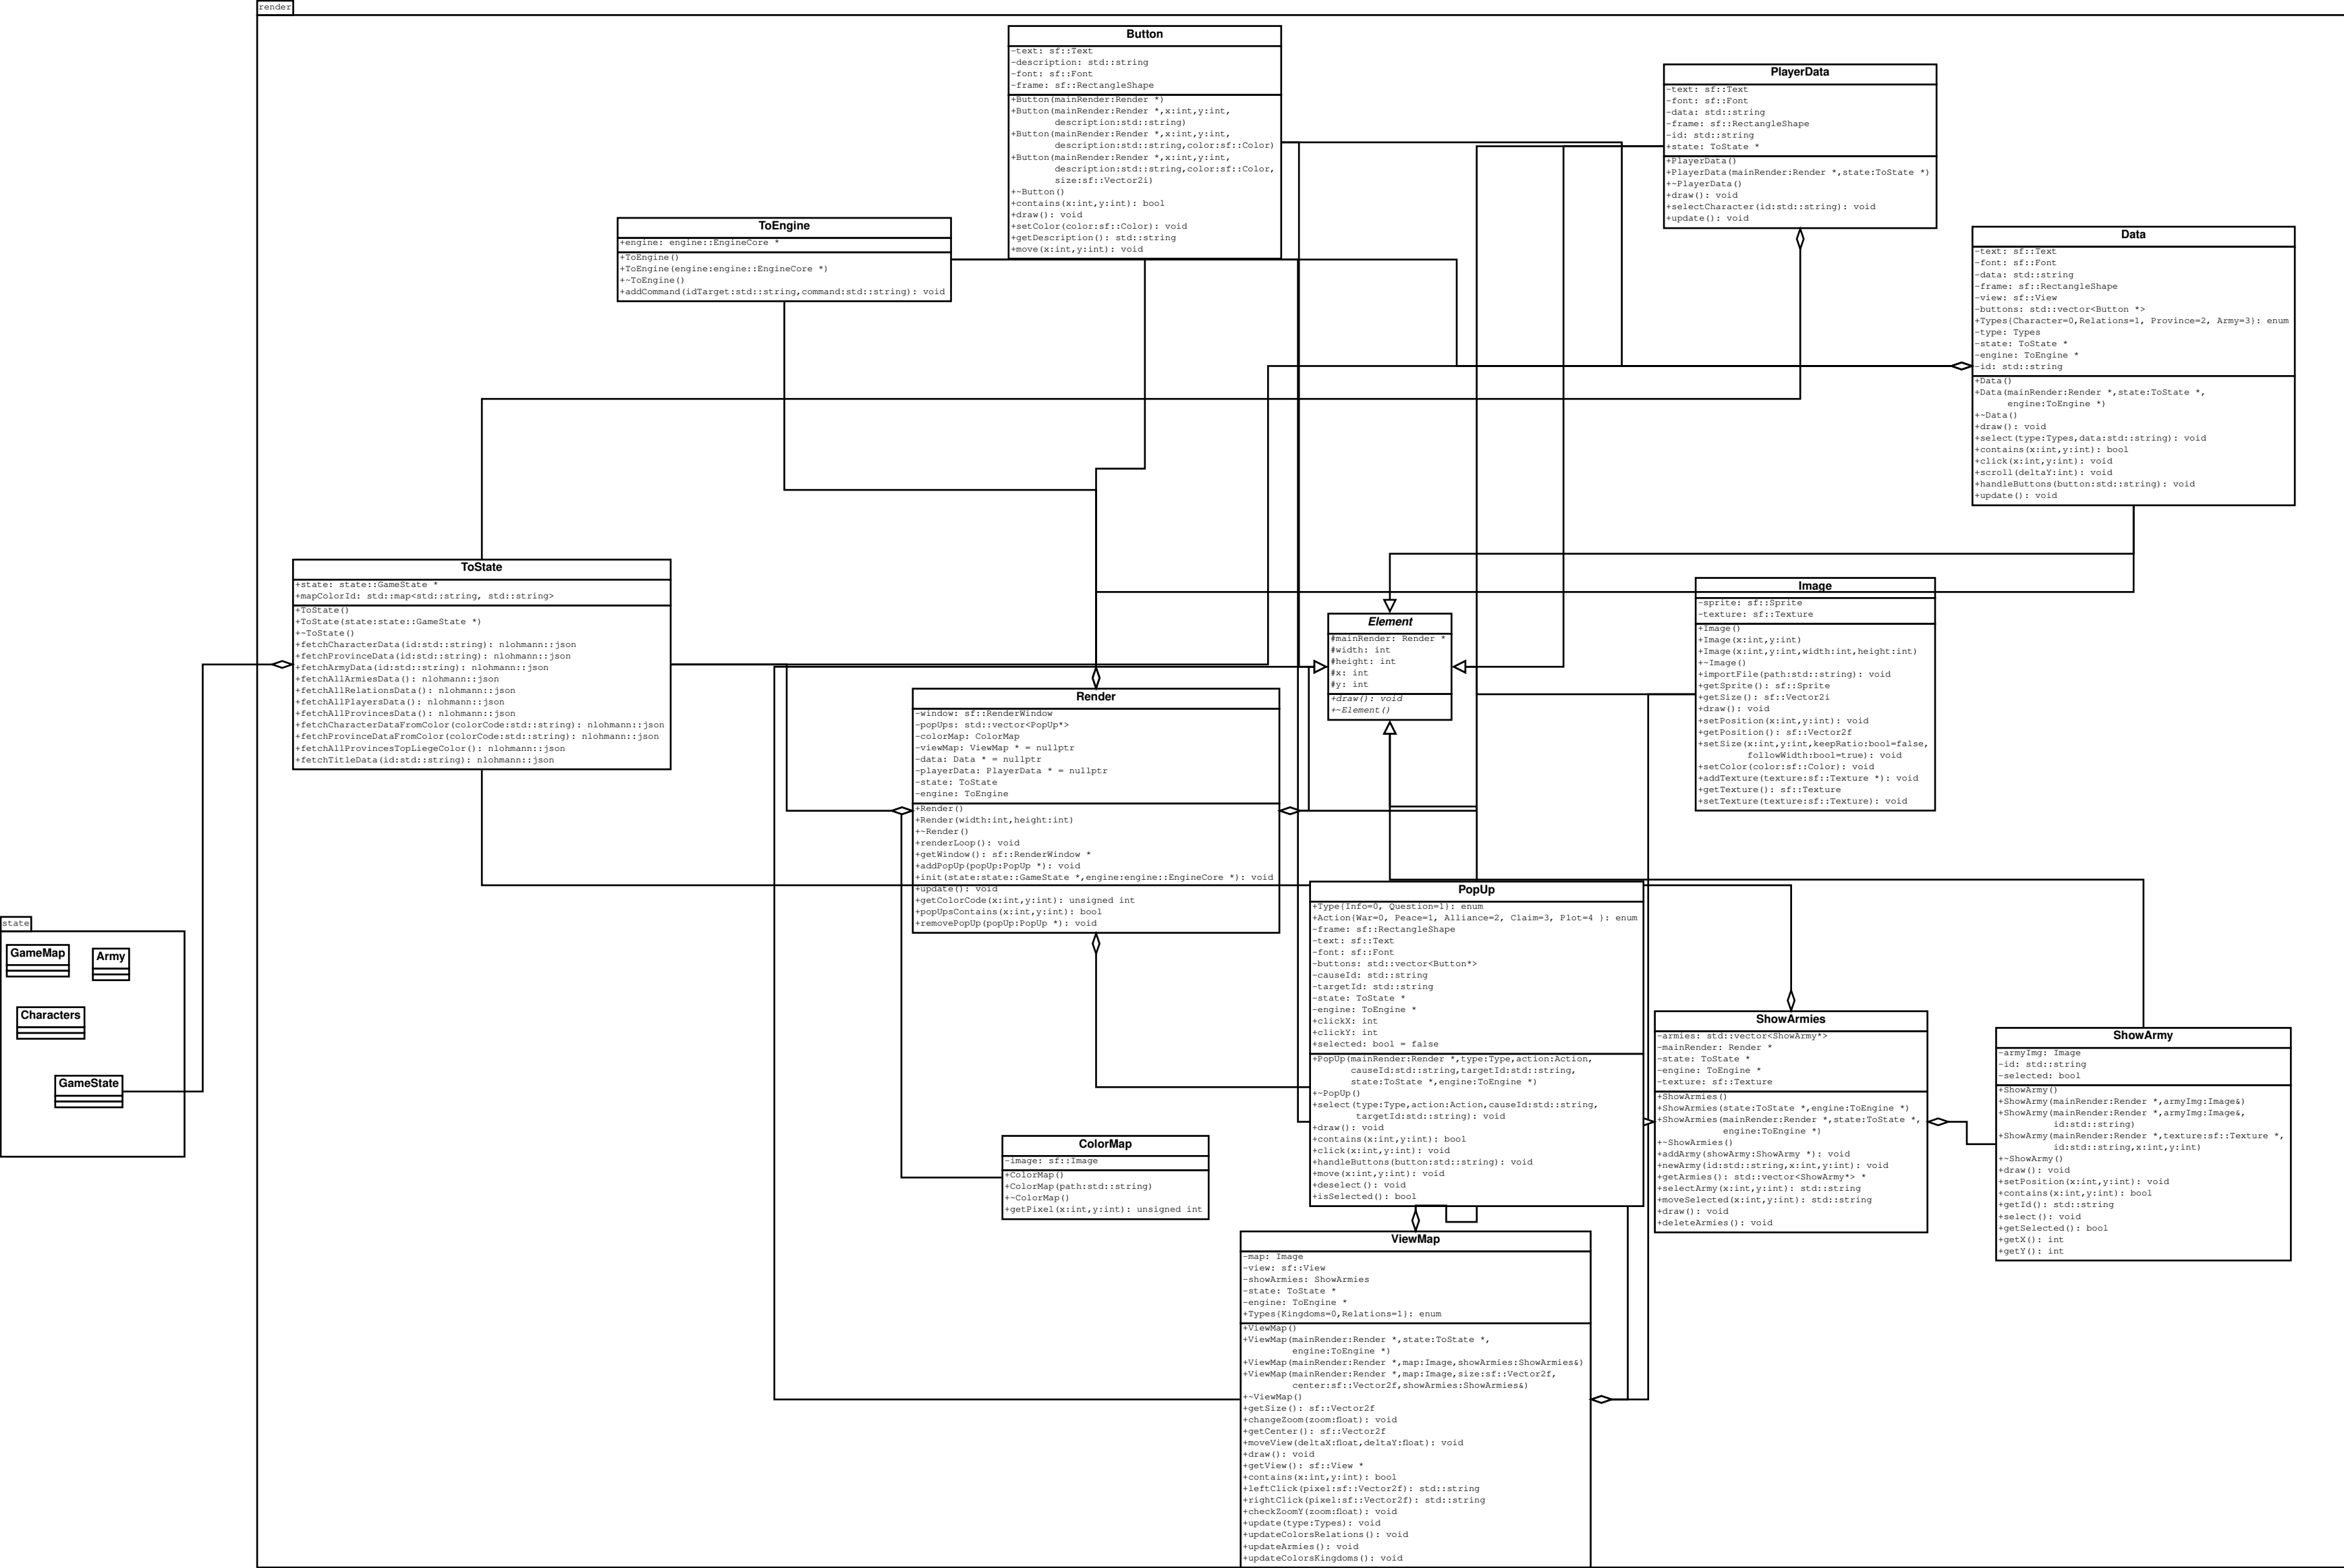 render
Button
-text: sf::Text
-description: std::string
-font: sf::Font
-frame: sf::RectangleShape
+Button(mainRender:Render *)
+Button(mainRender:Render *,x:int,y:int,
description:std::string)
+Button(mainRender:Render *,x:int,y:int,
description:std::string,color:sf::Color)
+Button(mainRender:Render *,x:int,y:int,
description:std::string,color:sf::Color,
size:sf::Vector2i)
+~Button()
+contains(x:int,y:int): bool
+draw(): void
+setColor(color:sf::Color): void
+getDescription(): std::string
+move(x:int,y:int): void
PlayerData
-text: sf::Text
-font: sf::Font
-data: std::string
-frame: sf::RectangleShape
-id: std::string
+state: ToState *
+PlayerData()
+PlayerData(mainRender:Render *,state:ToState *)
+~PlayerData()
+draw(): void
+selectCharacter(id:std::string): void
+update(): void
ToEngine
+engine: engine::EngineCore *
+ToEngine()
+ToEngine(engine:engine::EngineCore *)
+~ToEngine()
+addCommand(idTarget:std::string,command:std::string): void
Data
-text: sf::Text
-font: sf::Font
-data: std::string
-frame: sf::RectangleShape
-view: sf::View
-buttons: std::vector<Button *>
+Types(Character=0,Relations=1, Province=2, Army=3): enum
-type: Types
-state: ToState *
-engine: ToEngine *
-id: std::string
+Data()
+Data(mainRender:Render *,state:ToState *,
engine:ToEngine *)
+~Data()
+draw(): void
+select(type:Types,data:std::string): void
+contains(x:int,y:int): bool
+click(x:int,y:int): void
+scroll(deltaY:int): void
+handleButtons(button:std::string): void
+update(): void
ToState
+state: state::GameState *
+mapColorId: std::map<std::string, std::string>
+ToState()
+ToState(state:state::GameState *)
+~ToState()
+fetchCharacterData(id:std::string): nlohmann::json
+fetchProvinceData(id:std::string): nlohmann::json
+fetchArmyData(id:std::string): nlohmann::json
+fetchAllArmiesData(): nlohmann::json
+fetchAllRelationsData(): nlohmann::json
+fetchAllPlayersData(): nlohmann::json
+fetchAllProvincesData(): nlohmann::json
+fetchCharacterDataFromColor(colorCode:std::string): nlohmann::json
+fetchProvinceDataFromColor(colorCode:std::string): nlohmann::json
+fetchAllProvincesTopLiegeColor(): nlohmann::json
+fetchTitleData(id:std::string): nlohmann::json
Element
#mainRender: Render *
#width: int
#height: int
#x: int
#y: int
+draw(): void
+~Element()
Image
-sprite: sf::Sprite
-texture: sf::Texture
+Image()
+Image(x:int,y:int)
+Image(x:int,y:int,width:int,height:int)
+~Image()
+importFile(path:std::string): void
+getSprite(): sf::Sprite
+getSize(): sf::Vector2i
+draw(): void
+setPosition(x:int,y:int): void
+getPosition(): sf::Vector2f
+setSize(x:int,y:int,keepRatio:bool=false,
followWidth:bool=true): void
+setColor(color:sf::Color): void
+addTexture(texture:sf::Texture *): void
+getTexture(): sf::Texture
+setTexture(texture:sf::Texture): void
Render
-window: sf::RenderWindow
-popUps: std::vector<PopUp*>
-colorMap: ColorMap
-viewMap: ViewMap * = nullptr
-data: Data * = nullptr
-playerData: PlayerData * = nullptr
-state: ToState
-engine: ToEngine
+Render()
+Render(width:int,height:int)
+~Render()
+renderLoop(): void
+getWindow(): sf::RenderWindow *
+addPopUp(popUp:PopUp *): void
+init(state:state::GameState *,engine:engine::EngineCore *): void
+update(): void
+getColorCode(x:int,y:int): unsigned int
+popUpsContains(x:int,y:int): bool
+removePopUp(popUp:PopUp *): void
state
GameMap
Army
Characters
GameState
PopUp
+Type(Info=0, Question=1): enum
+Action(War=0, Peace=1, Alliance=2, Claim=3, Plot=4 ): enum
-frame: sf::RectangleShape
-text: sf::Text
-font: sf::Font
-buttons: std::vector<Button*>
-causeId: std::string
-targetId: std::string
-state: ToState *
-engine: ToEngine *
+clickX: int
+clickY: int
+selected: bool = false
+PopUp(mainRender:Render *,type:Type,action:Action,
causeId:std::string,targetId:std::string,
state:ToState *,engine:ToEngine *)
+~PopUp()
+select(type:Type,action:Action,causeId:std::string,
targetId:std::string): void
+draw(): void
+contains(x:int,y:int): bool
+click(x:int,y:int): void
+handleButtons(button:std::string): void
+move(x:int,y:int): void
+deselect(): void
+isSelected(): bool
ShowArmies
-armies: std::vector<ShowArmy*>
-mainRender: Render *
-state: ToState *
-engine: ToEngine *
-texture: sf::Texture
+ShowArmies()
+ShowArmies(state:ToState *,engine:ToEngine *)
+ShowArmies(mainRender:Render *,state:ToState *,
engine:ToEngine *)
+~ShowArmies()
+addArmy(showArmy:ShowArmy *): void
+newArmy(id:std::string,x:int,y:int): void
+getArmies(): std::vector<ShowArmy*> *
+selectArmy(x:int,y:int): std::string
+moveSelected(x:int,y:int): std::string
+draw(): void
+deleteArmies(): void
ShowArmy
-armyImg: Image
-id: std::string
-selected: bool
+ShowArmy()
+ShowArmy(mainRender:Render *,armyImg:Image&)
+ShowArmy(mainRender:Render *,armyImg:Image&,
id:std::string)
+ShowArmy(mainRender:Render *,texture:sf::Texture *,
id:std::string,x:int,y:int)
+~ShowArmy()
+draw(): void
+setPosition(x:int,y:int): void
+contains(x:int,y:int): bool
+getId(): std::string
+select(): void
+getSelected(): bool
+getX(): int
+getY(): int
ColorMap
-image: sf::Image
+ColorMap()
+ColorMap(path:std::string)
+~ColorMap()
+getPixel(x:int,y:int): unsigned int
ViewMap
-map: Image
-view: sf::View
-showArmies: ShowArmies
-state: ToState *
-engine: ToEngine *
+Types(Kingdoms=0,Relations=1): enum
+ViewMap()
+ViewMap(mainRender:Render *,state:ToState *,
engine:ToEngine *)
+ViewMap(mainRender:Render *,map:Image,showArmies:ShowArmies&)
+ViewMap(mainRender:Render *,map:Image,size:sf::Vector2f,
center:sf::Vector2f,showArmies:ShowArmies&)
+~ViewMap()
+getSize(): sf::Vector2f
+changeZoom(zoom:float): void
+getCenter(): sf::Vector2f
+moveView(deltaX:float,deltaY:float): void
+draw(): void
+getView(): sf::View *
+contains(x:int,y:int): bool
+leftClick(pixel:sf::Vector2f): std::string
+rightClick(pixel:sf::Vector2f): std::string
+checkZoomY(zoom:float): void
+update(type:Types): void
+updateColorsRelations(): void
+updateArmies(): void
+updateColorsKingdoms(): void